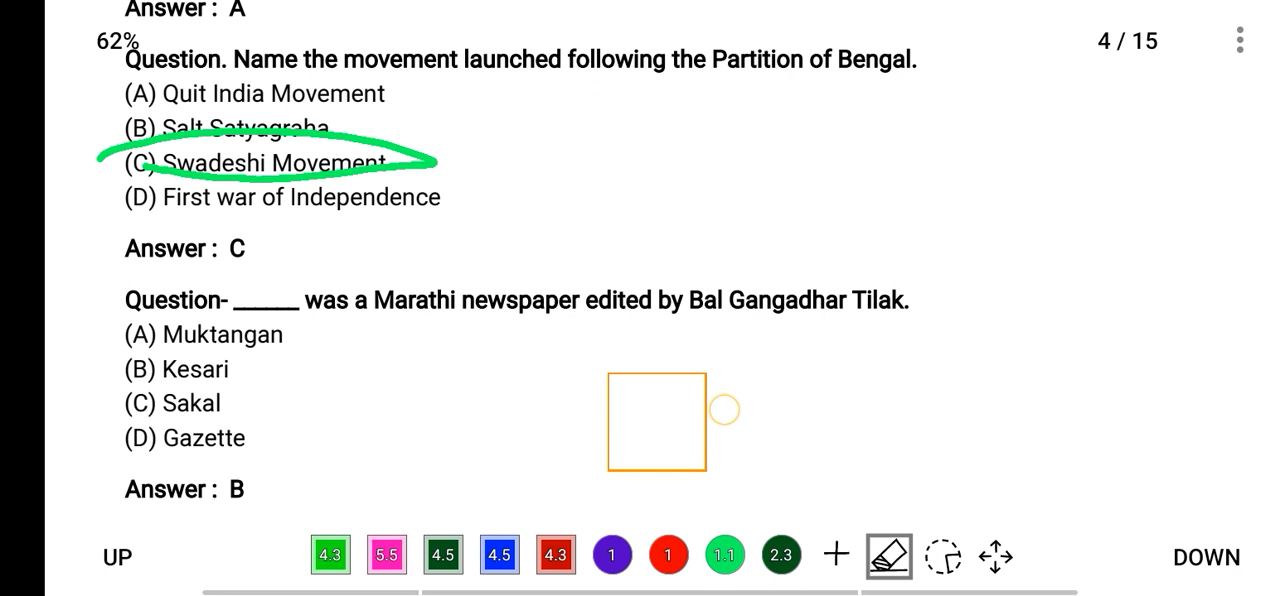 Answer : A
62%
4 / 15
Question. Name the movement launched following the Partition of Bengal.
(A) Quit India Movement
(B) Salt Satyagraha
(C) Swadeshi Movement
(D) First war of Independence
Answer : C
Question- ______ was a Marathi newspaper edited by Bal Gangadhar Tilak.
(A) Muktangan
(B) Kesari
(C) Sakal
(D) Gazette
Answer : B
UP 4.3 5.5 4.5 4.5 4.3 1 1 1.1 2.3 DOWN